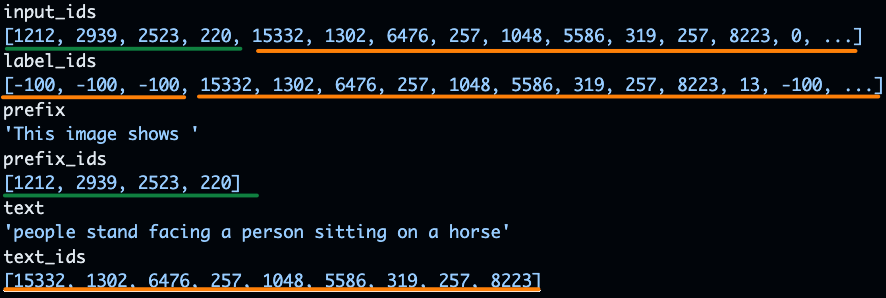 input_ids
[1212, 2939, 2523, 220, 15332, 1302, 6476, 257, 1048, 5586, 319, 257, 8223, 0, ...]
label_ids
[-100, -100, -100, 15332, 1302, 6476, 257, 1048, 5586, 319, 257, 8223, 13, -100, ...]
prefix
'This image shows '
prefix_ids
[1212, 2939, 2523, 220]
text
'people stand facing a person sitting on a horse'
text_ids
[15332, 1302, 6476, 257, 1048, 5586, 319, 257, 8223]